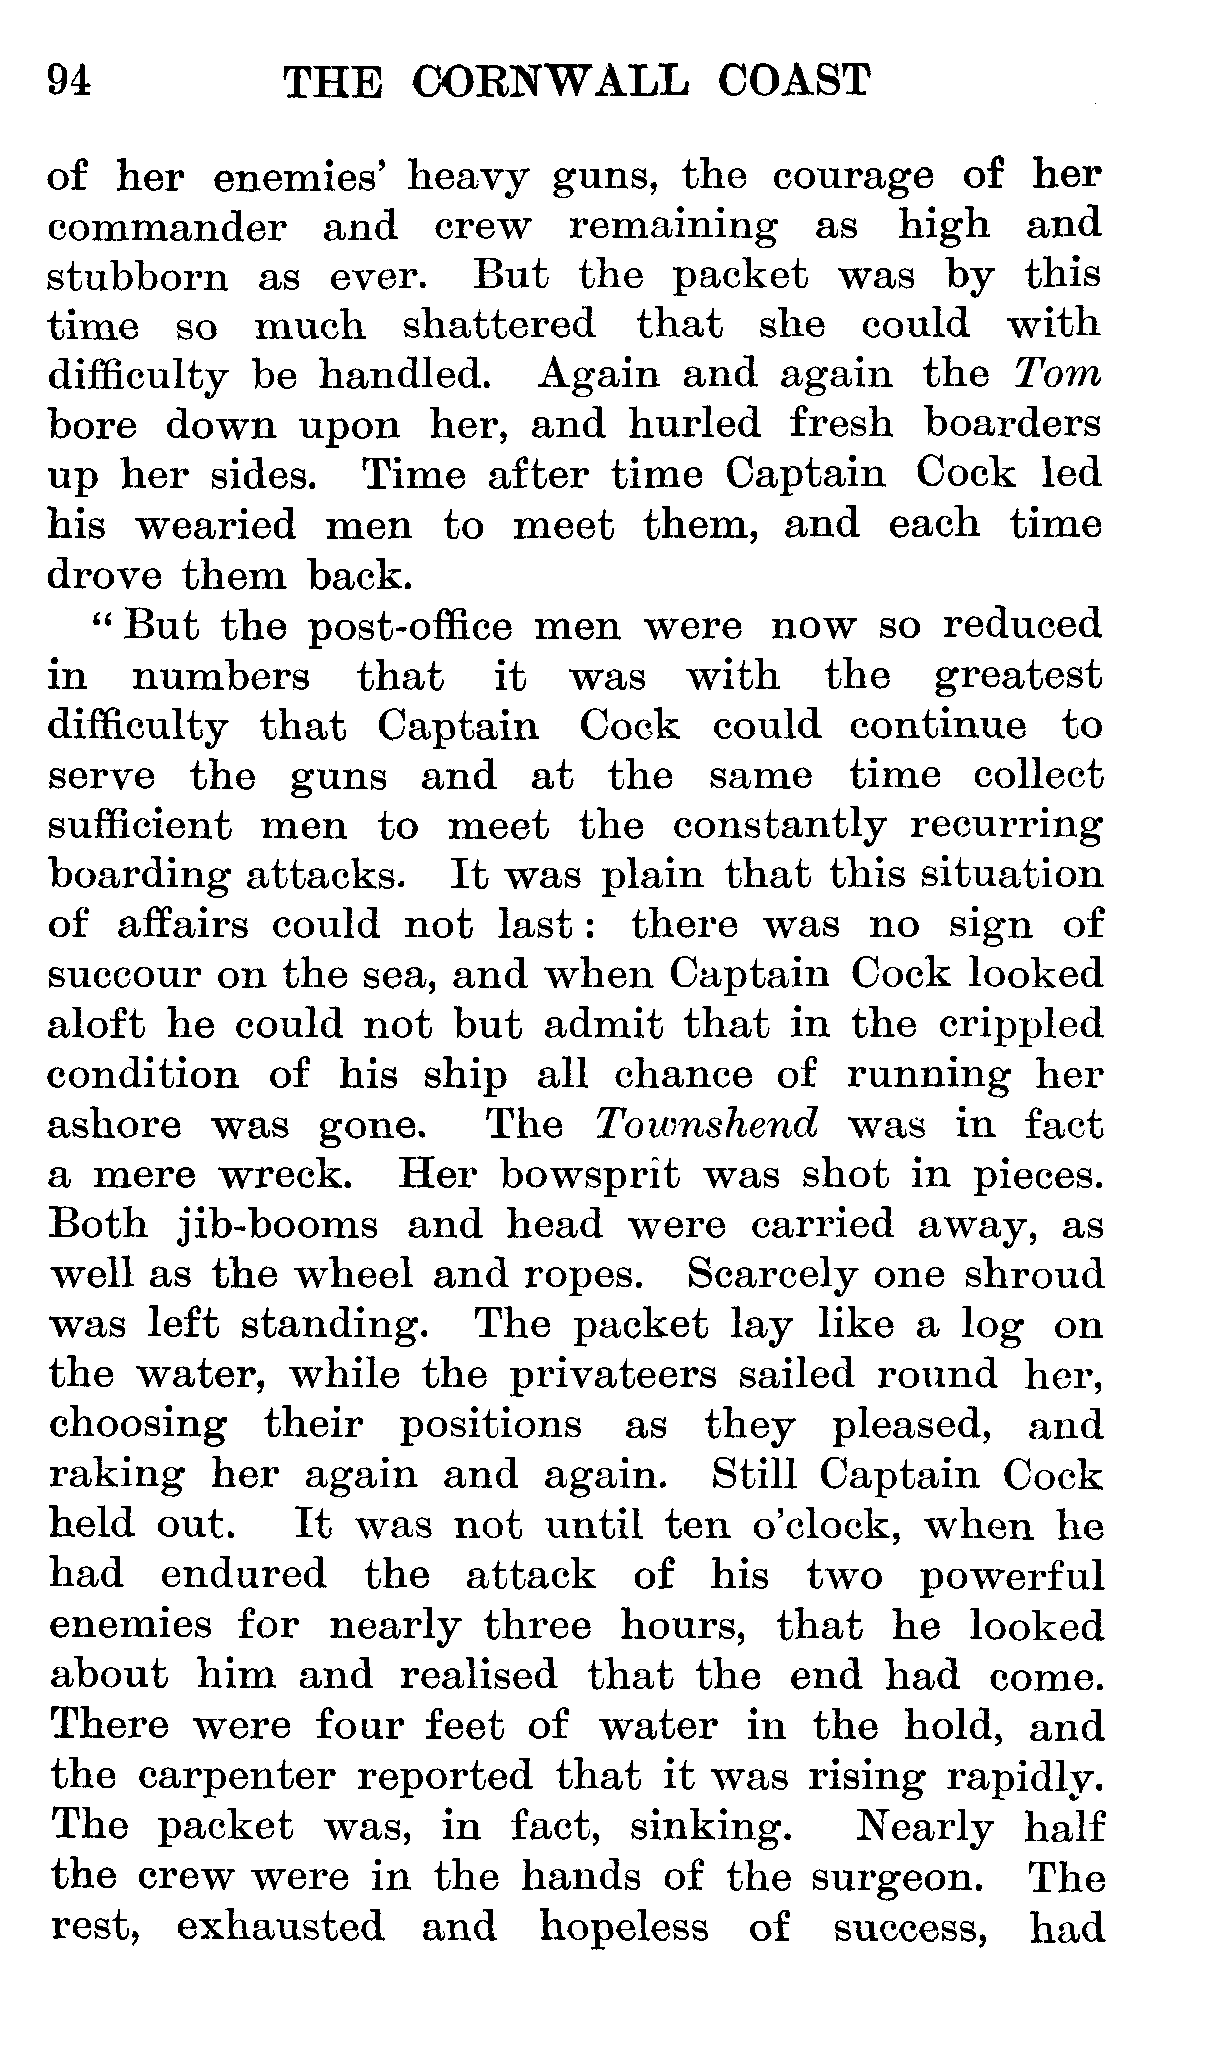 94 THE CORNWALL COAST
of her enemies' heavy guns, the courage of her
commander and crew remaining as high and
stubborn as ever. But the packet was by this
time so much shattered that she could with
difficulty be handled. Again and again the Tom
bore down upon her, and hurled fresh boarders
up her sides. Time after time Captain Cock led
his wearied men to meet them, and each time
drove them back.
“But the post-office men were now so reduced
in numbers that it was with the greatest
difficulty that Captain Cock could continue to
serve the guns and at the same time collect
sufficient men to meet the constantly recurring
boarding attacks. It was plain that this situation
of affairs could not last: there was no sign of
succour on the sea, and when Captain Cock looked
aloft he could not but admit that in the crippled
condition of his ship all chance of running her
ashore was gone. The Townshend was in fact
a mere wreck. Her bowsprit was shot in pieces.
Both jib-booms and head were carried away, as
well as the wheel and ropes. Scarcely one shroud
was left standing. The packet lay like a log on
the water, while the privateers sailed round her,
choosing their positions as they pleased, and
raking her again and again. Still Captain Cock
held out. It was not until ten o'clock, when he
had endured the attack of his two powerful
enemies for nearly three hours, that he looked
about him and realised that the end had come.
There were four feet of water in the hold, and
the carpenter reported that it was rising rapidly.
The packet was, in fact, sinking. Nearly half
the crew were in the hands of the surgeon. The
rest, exhausted and hopeless of success, had